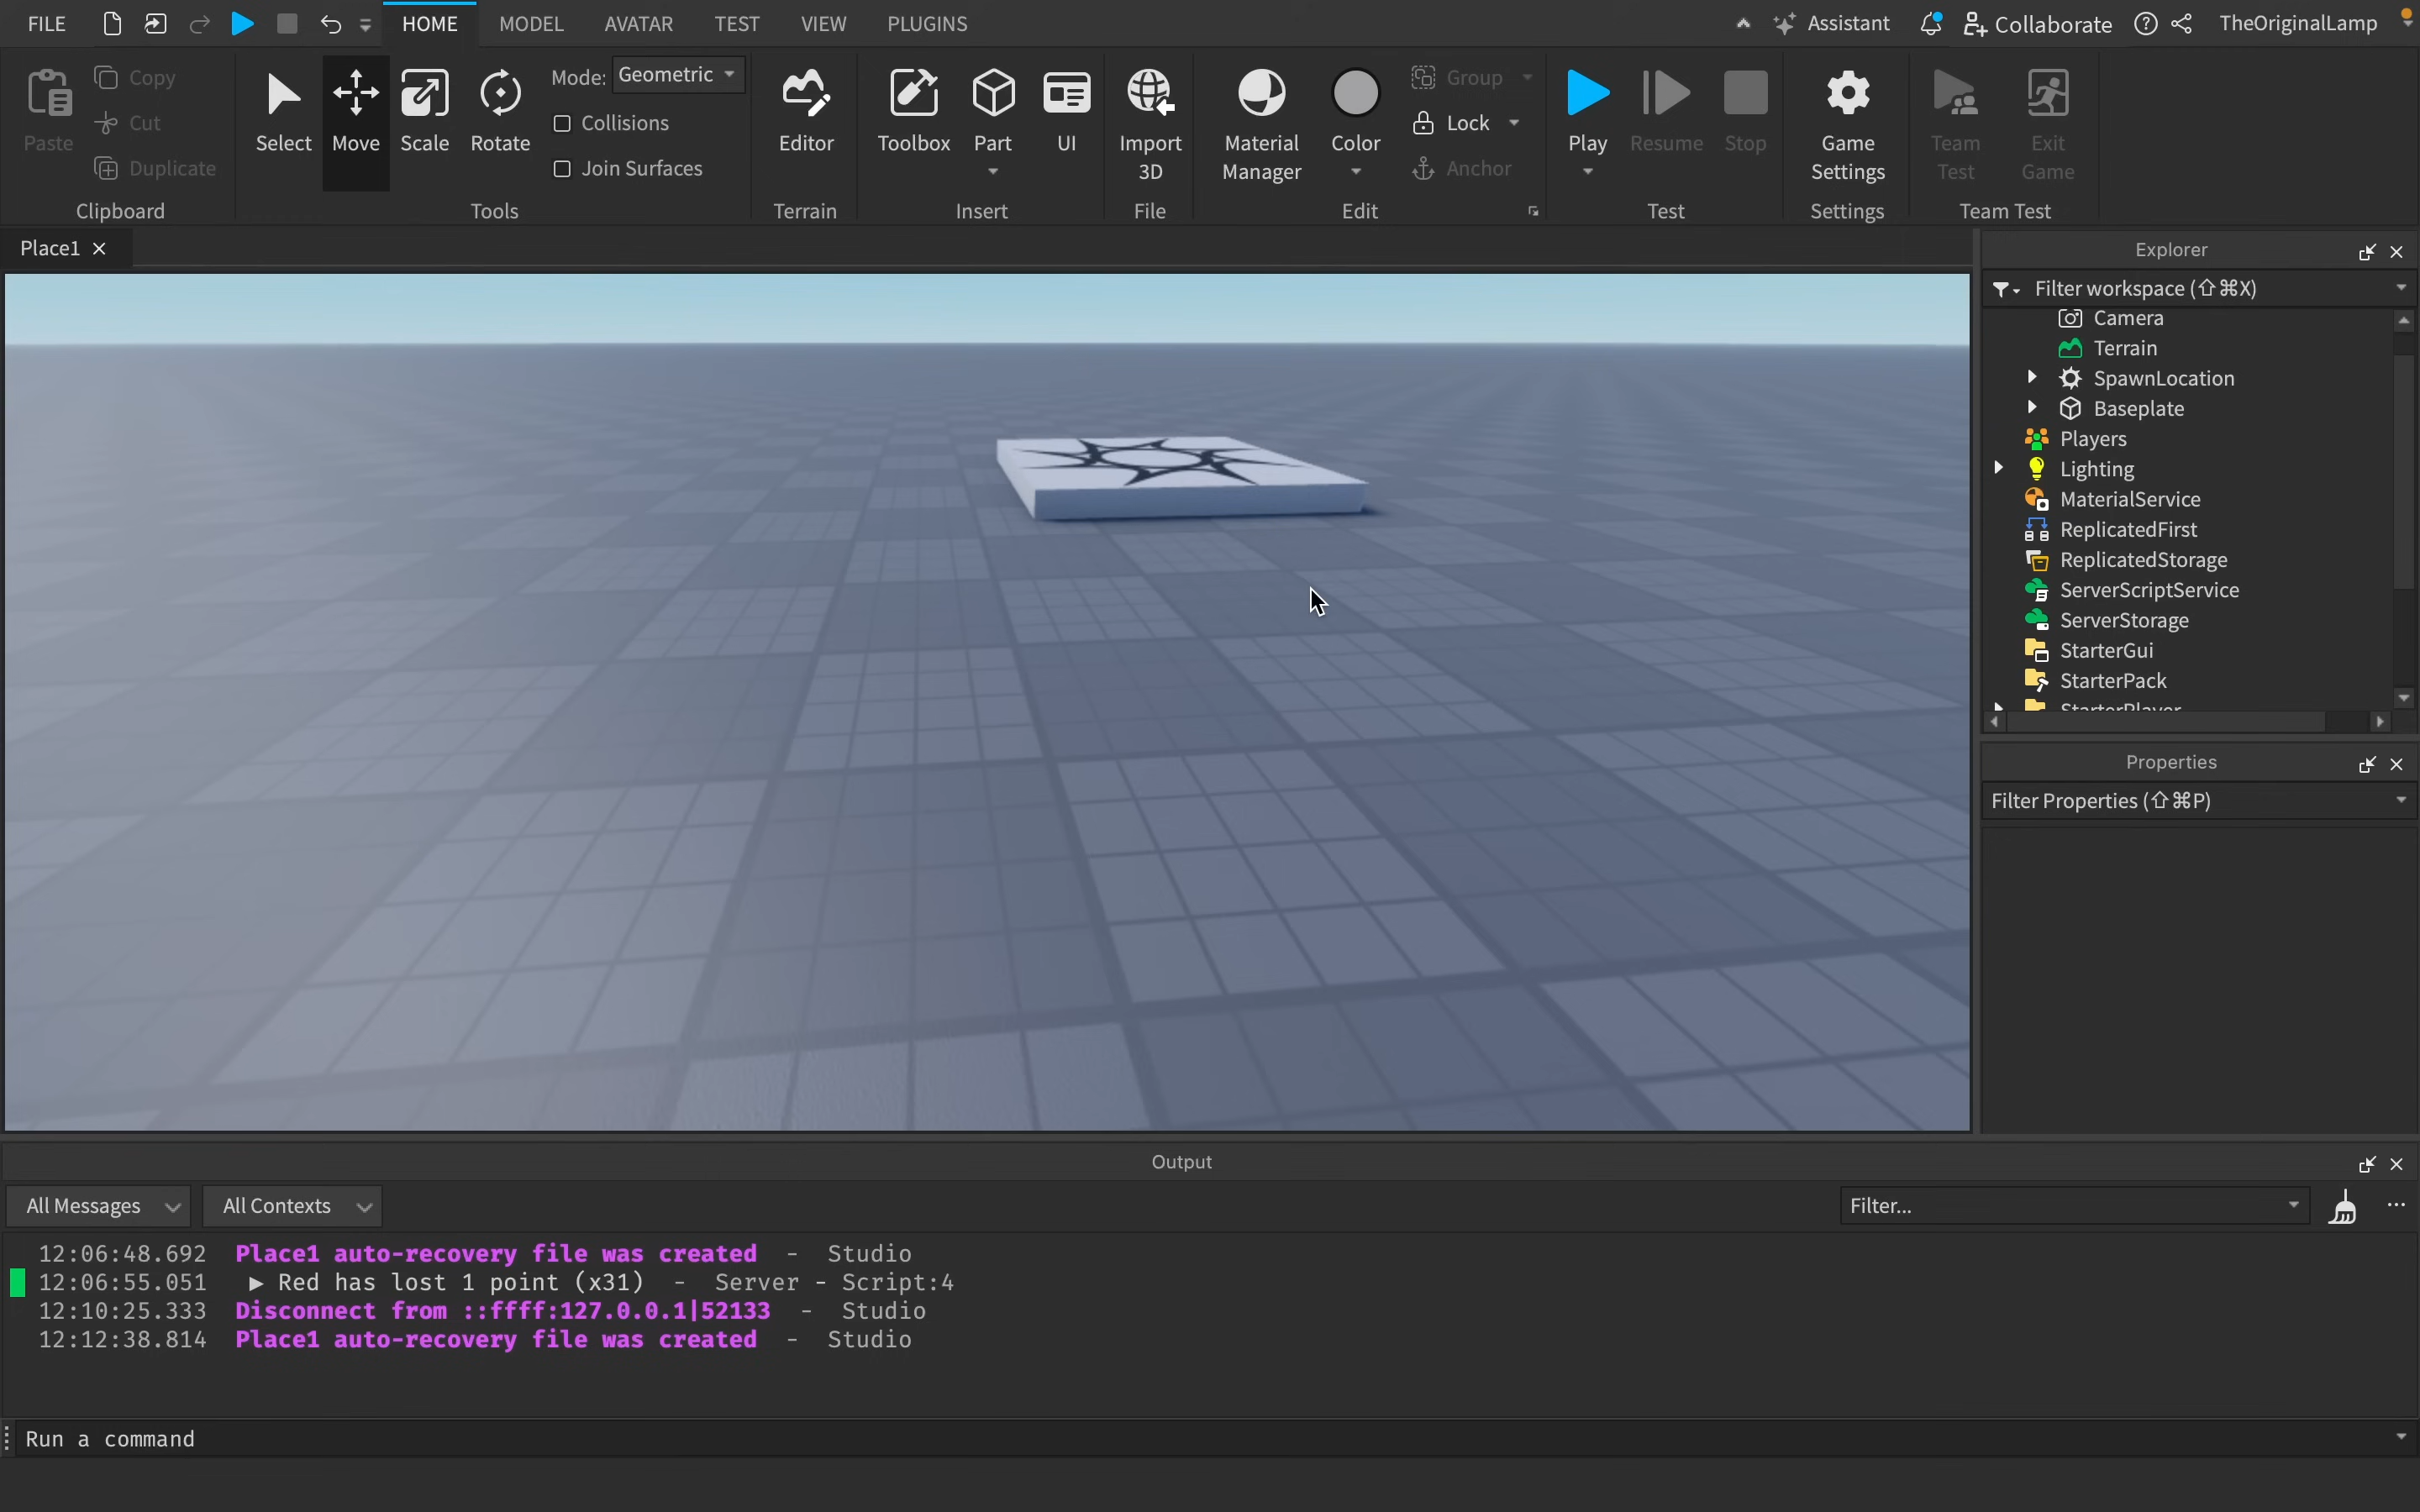 FILE HOME MODEL AVATAR TEST VIEW PLUGINS Assistant Collaborate TheOriginalLamp
Paste Copy Cut Duplicate
Clipboard
Select Move Scale Rotate
Mode: Geometric
Collisions
Join Surfaces
Tools
Editor
Terrain
Toolbox Part UI
Insert
Import
3D
File
Material
Manager
Color
Group
Lock
Anchor
Edit
Play Resume Stop
Test
Game
Settings
Settings
Team
Test
Exit
Game
Team Test
Place1
Explorer
Filter workspace (⇧⌘X)
Camera
Terrain
SpawnLocation
Baseplate
Players
Lighting
MaterialService
ReplicatedFirst
ReplicatedStorage
ServerScriptService
ServerStorage
StarterGui
StarterPack
StarterPlayer
Properties
Filter Properties (⇧⌘P)
Output
All Messages All Contexts Filter...
12:06:48.692 Place1 auto-recovery file was created - Studio
12:06:55.051 ▶ Red has lost 1 point (x31) - Server - Script:4
12:10:25.333 Disconnect from ::ffff:127.0.0.1|52133 - Studio
12:12:38.814 Place1 auto-recovery file was created - Studio
Run a command